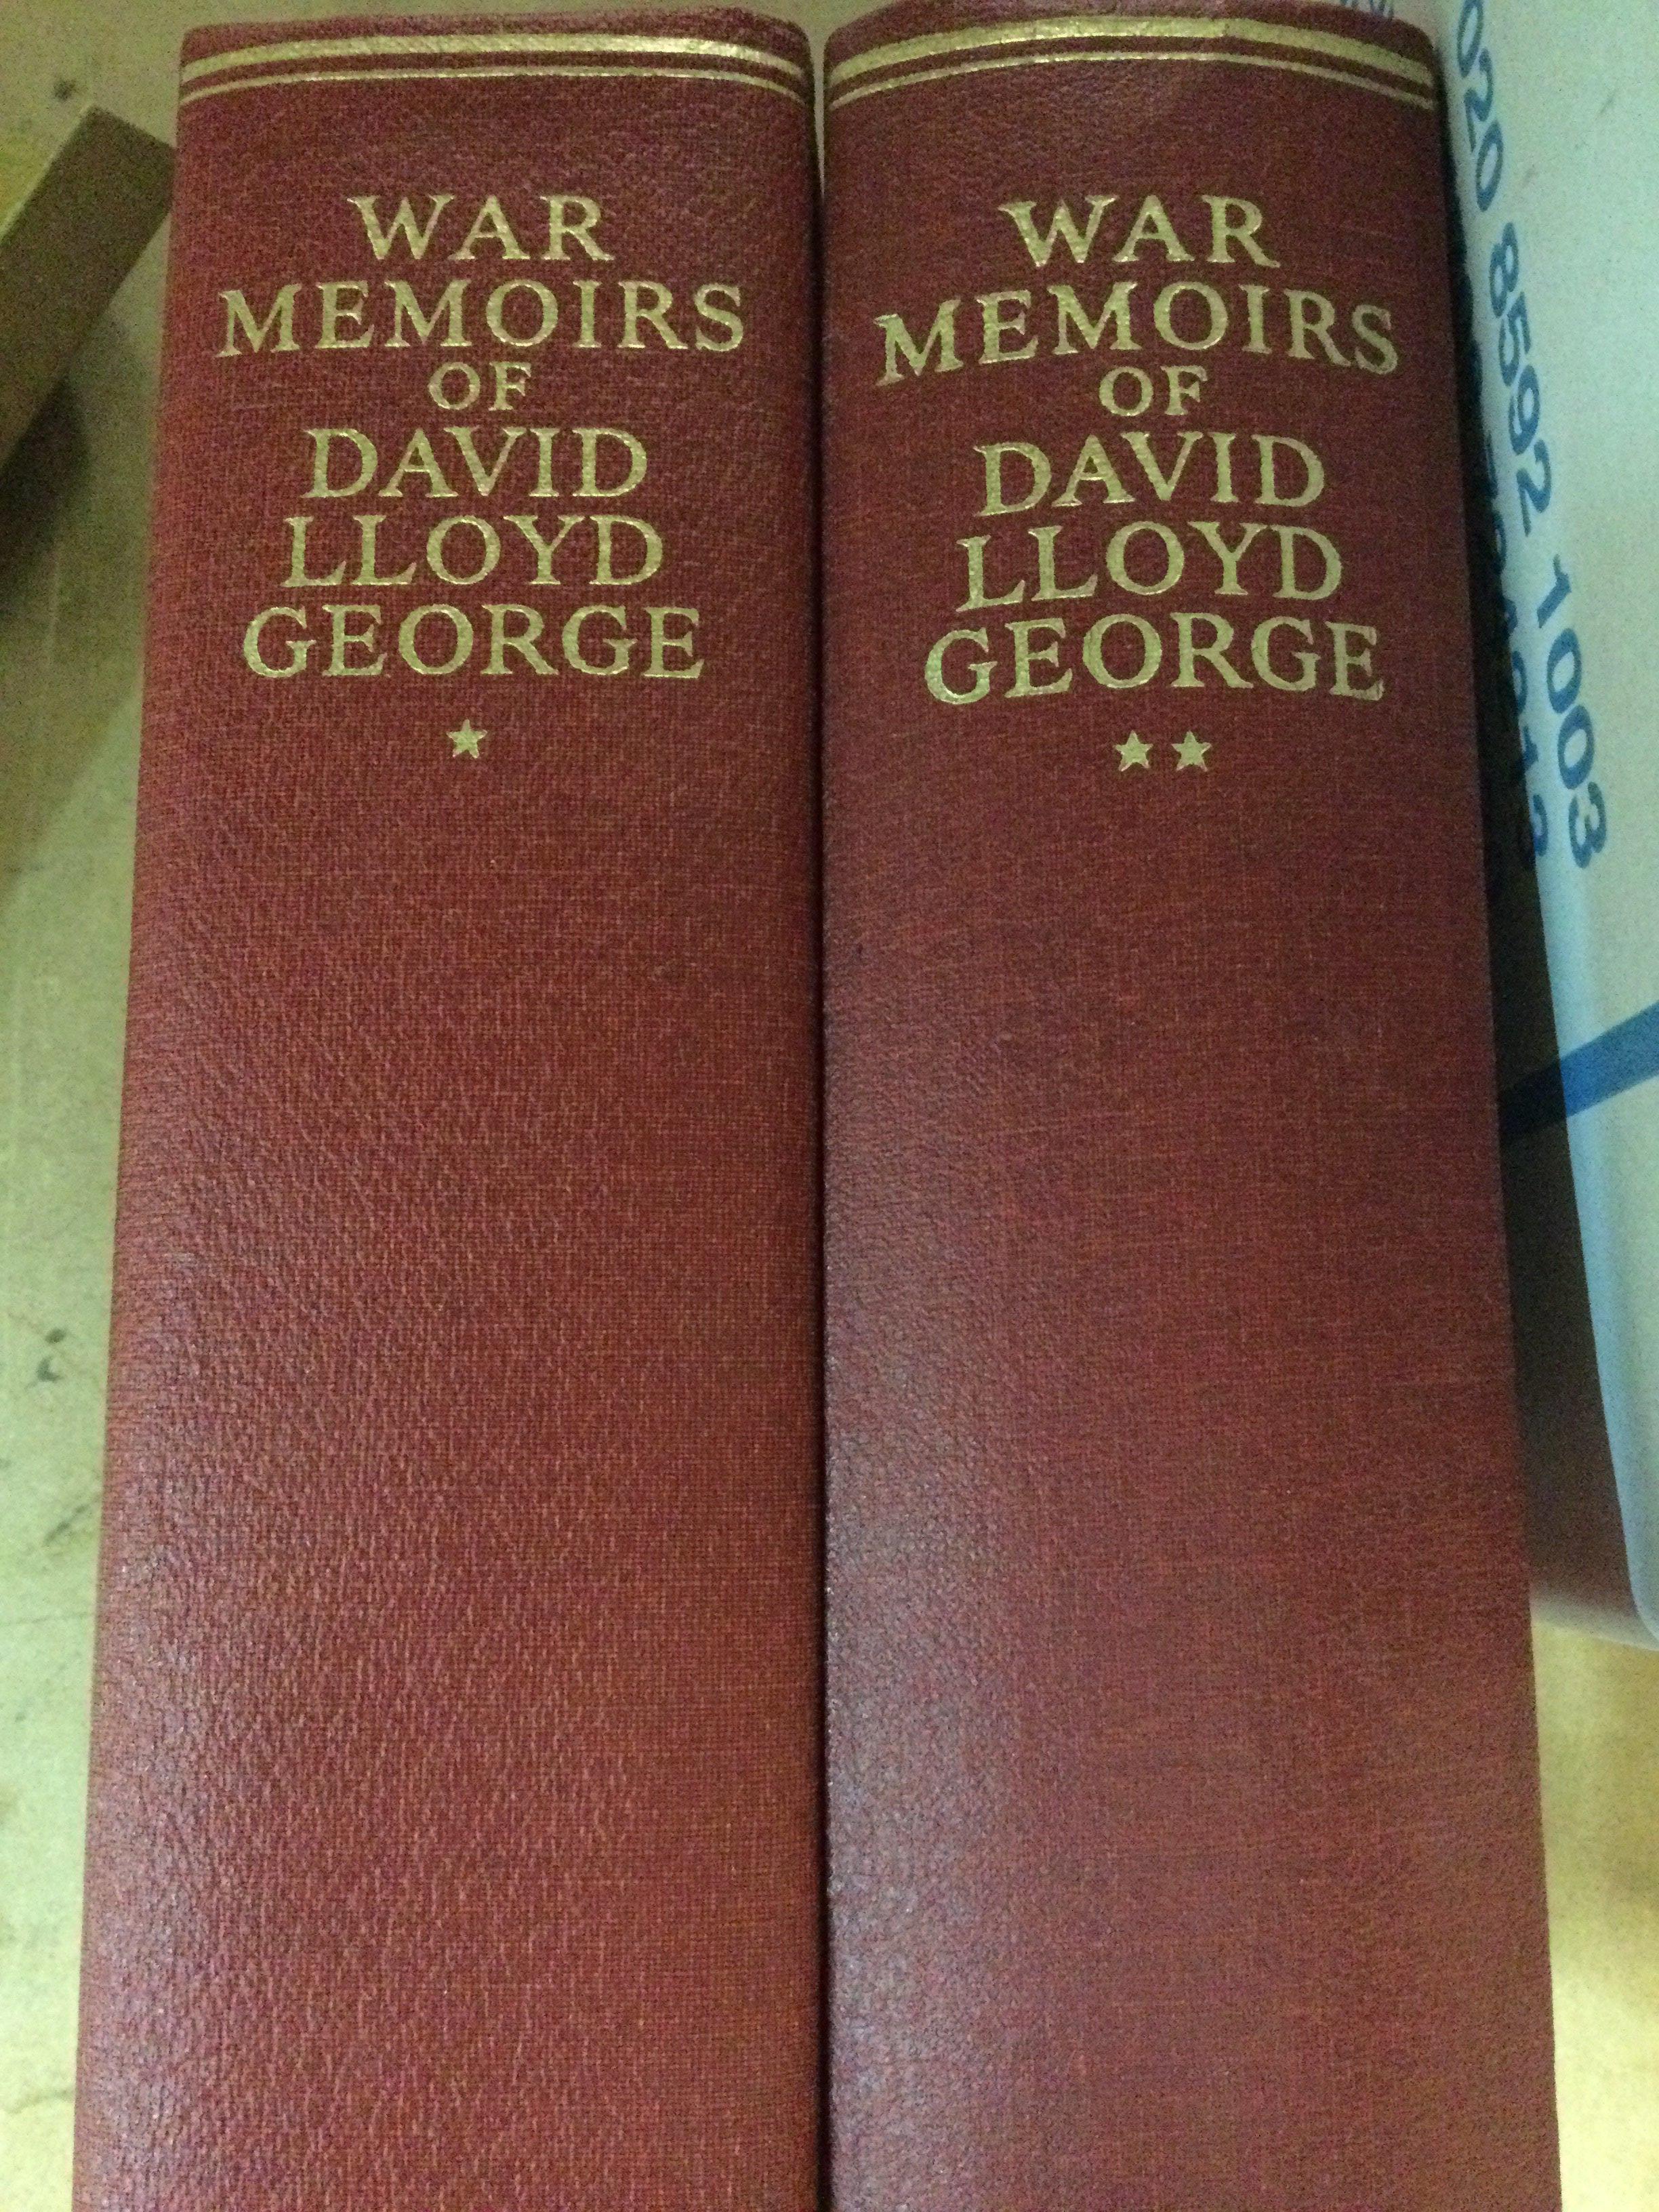 WAR
MEMOIRS
OF
DAVID
LLOYD
GEORGE
★
WAR
MEMOIRS
OF
DAVID
LLOYD
GEORGE
★★
020 8592 1003